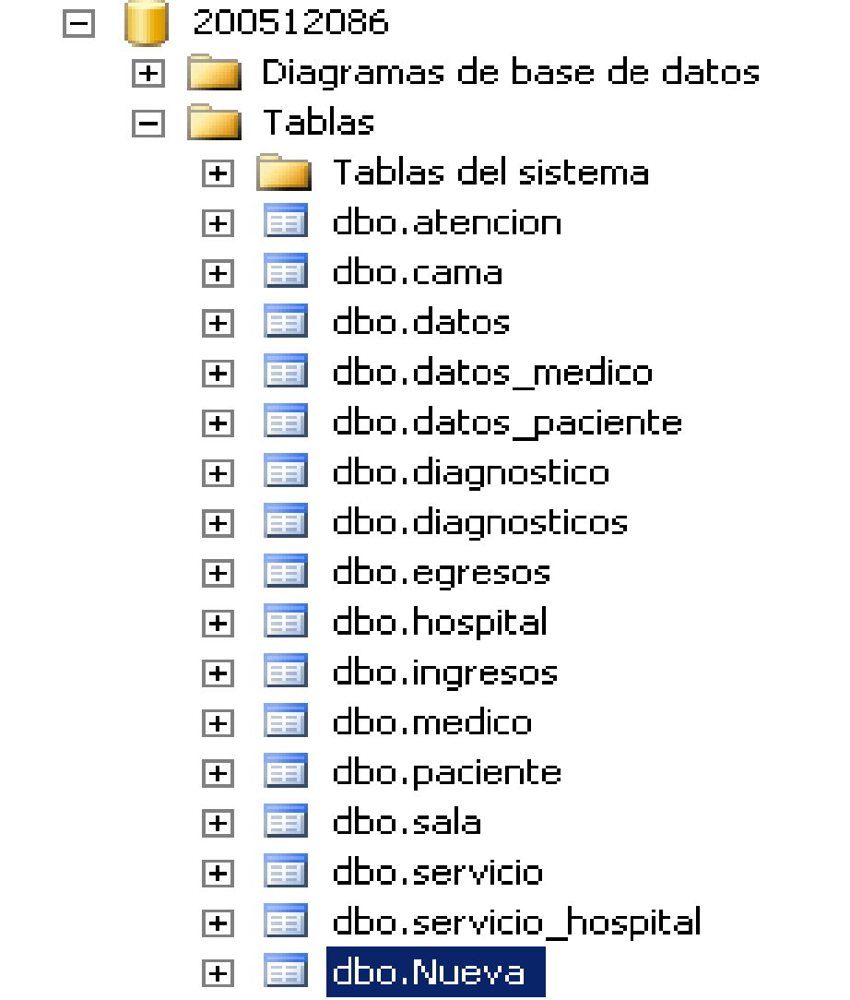 200512086
Diagramas de base de datos
Tablas
Tablas del sistema
dbo.atencion
dbo.cama
dbo.datos
dbo.datos_medico
dbo.datos_paciente
dbo.diagnostico
dbo.diagnosticos
dbo.egresos
dbo.hospital
dbo.ingresos
dbo.medico
dbo.paciente
dbo.sala
dbo.servicio
dbo.servicio_hospital
dbo.Nueva